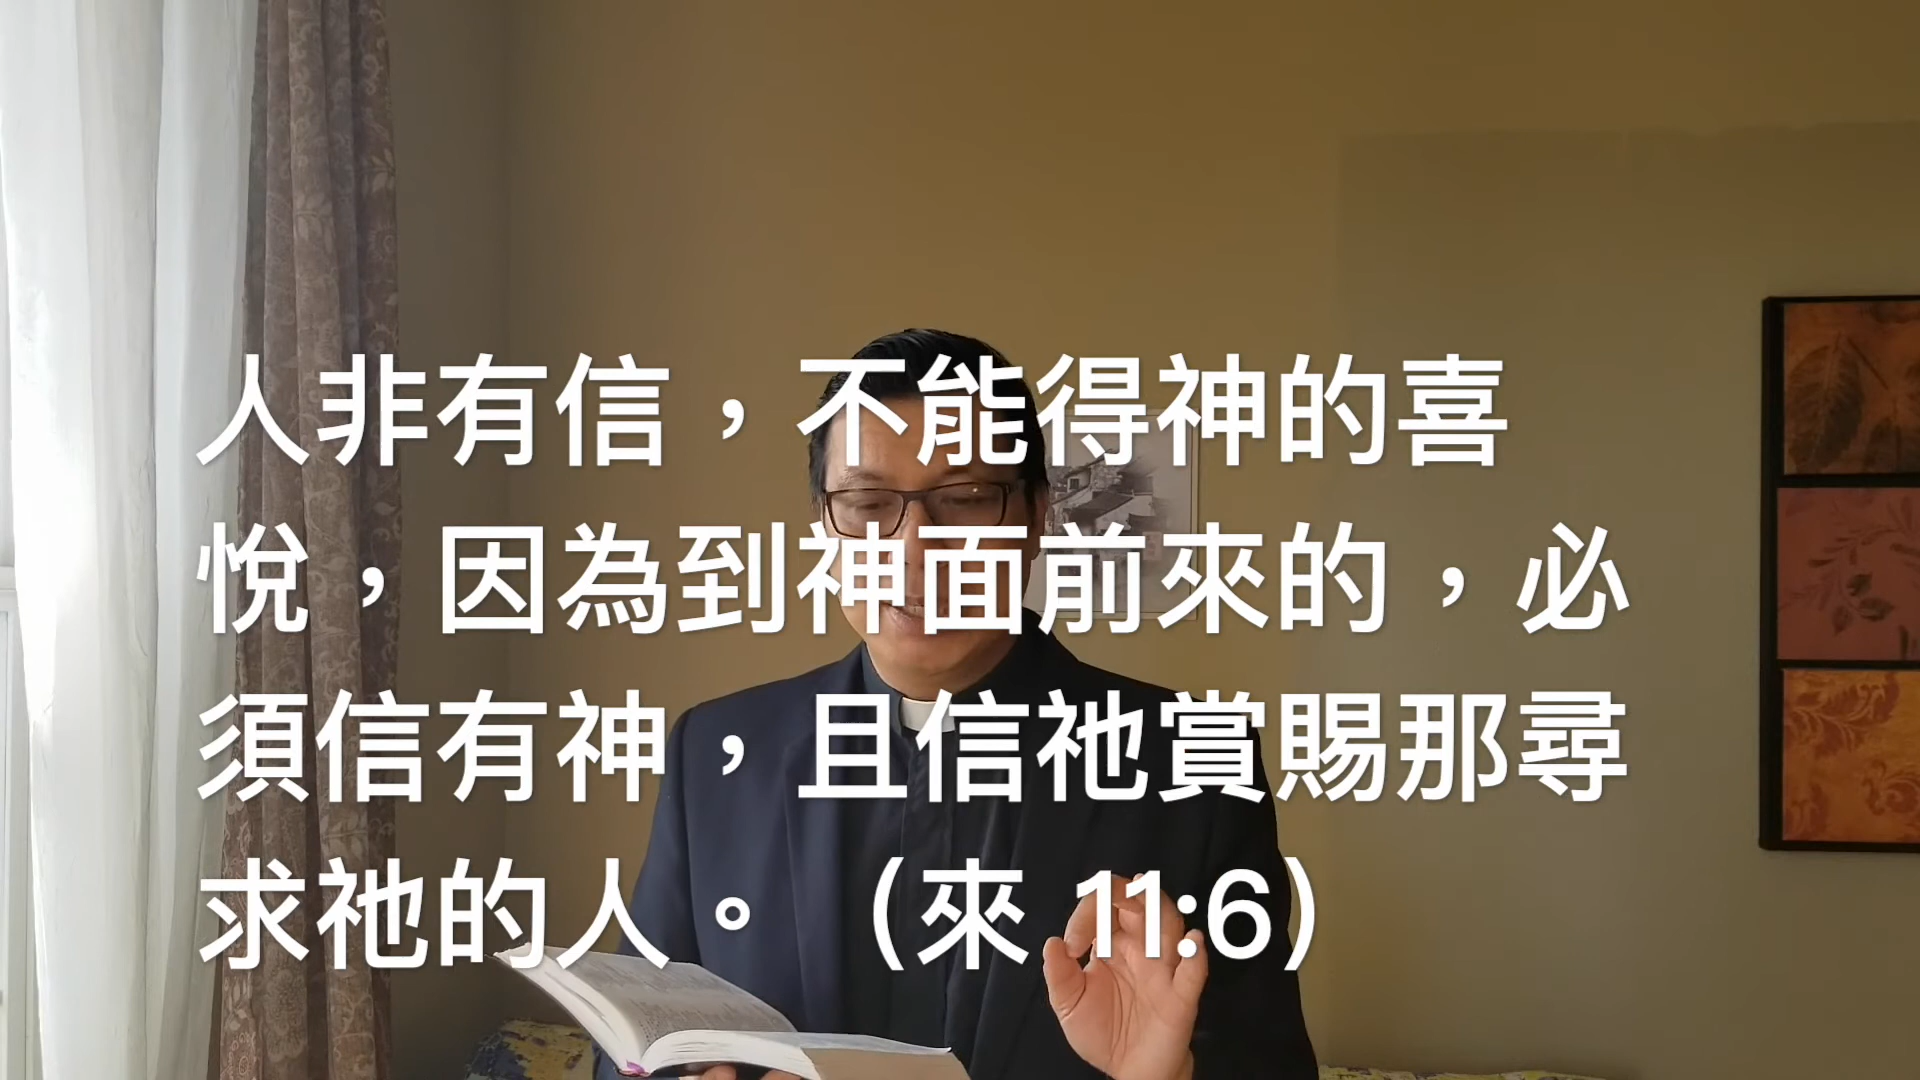 人非有信，不能得神的喜
悅，因為到神面前來的，必
須信有神，且信祂賞賜那尋
求祂的人。（來 11:6）